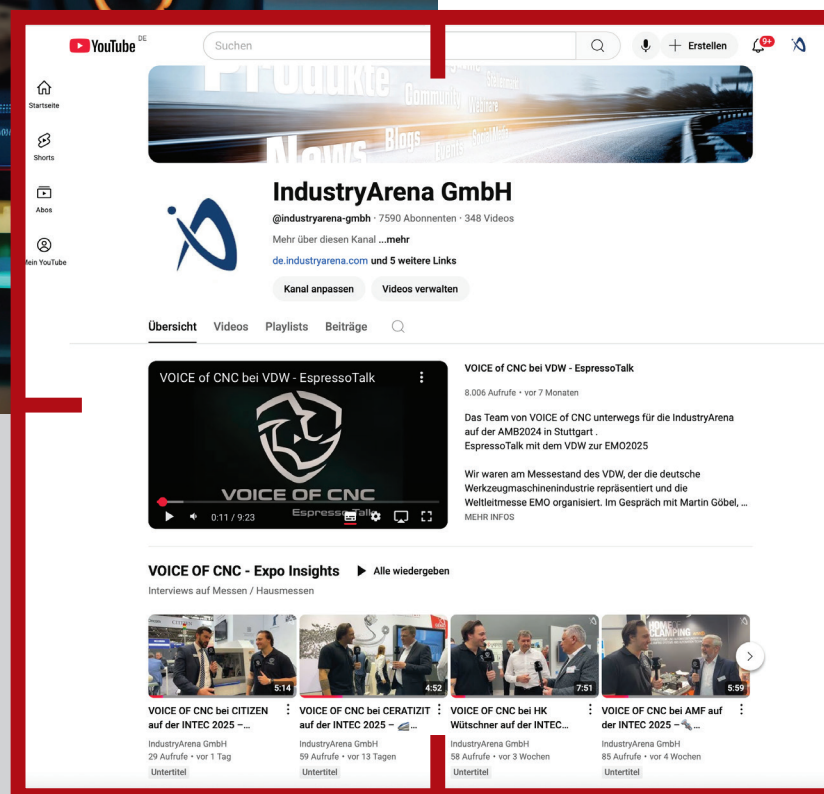 YouTube DE
Suchen
Erstellen
9+
Startseite
Shorts
Abos
Mein YouTube
Produkte
Community
Webinare
News
Blogs
Events
Social Media
IndustryArena GmbH
@industryarena-gmbh · 7590 Abonnenten · 348 Videos
Mehr über diesen Kanal ...mehr
de.industryarena.com und 5 weitere Links
Kanal anpassen
Videos verwalten
Übersicht
Videos
Playlists
Beiträge
VOICE of CNC bei VDW - EspressoTalk
VOICE OF CNC
EspressoTalk
0:11 / 9:23
VOICE of CNC bei VDW - EspressoTalk
8.006 Aufrufe • vor 7 Monaten
Das Team von VOICE of CNC unterwegs für die IndustryArena
auf der AMB2024 in Stuttgart .
EspressoTalk mit dem VDW zur EMO2025
Wir waren am Messestand des VDW, der die deutsche
Werkzeugmaschinenindustrie repräsentiert und die
Weltleitmesse EMO organisiert. Im Gespräch mit Martin Göbel, ...
MEHR INFOS
VOICE OF CNC - Expo Insights
Alle wiedergeben
Interviews auf Messen / Hausmessen
5:14
VOICE OF CNC bei CITIZEN
auf der INTEC 2025 –...
IndustryArena GmbH
29 Aufrufe • vor 1 Tag
Untertitel
4:52
VOICE OF CNC bei CERATIZIT
auf der INTEC 2025 – ...
IndustryArena GmbH
59 Aufrufe • vor 13 Tagen
Untertitel
7:51
VOICE OF CNC bei HK
Wütschner auf der INTEC...
IndustryArena GmbH
58 Aufrufe • vor 3 Wochen
Untertitel
HOME OF
CLAMPING
5:59
VOICE OF CNC bei AMF auf
der INTEC 2025 – ...
IndustryArena GmbH
85 Aufrufe • vor 4 Wochen
Untertitel